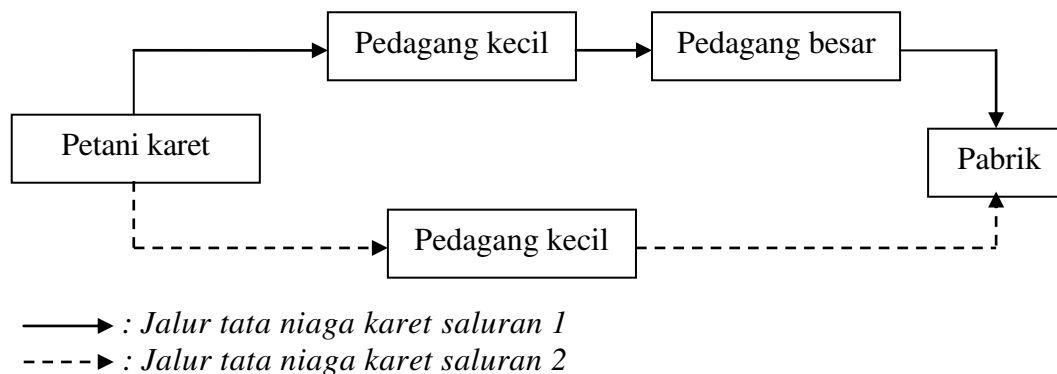 Pedagang kecil
Pedagang besar
Petani karet
Pabrik
Pedagang kecil
: Jalur tata niaga karet saluran 1
: Jalur tata niaga karet saluran 2